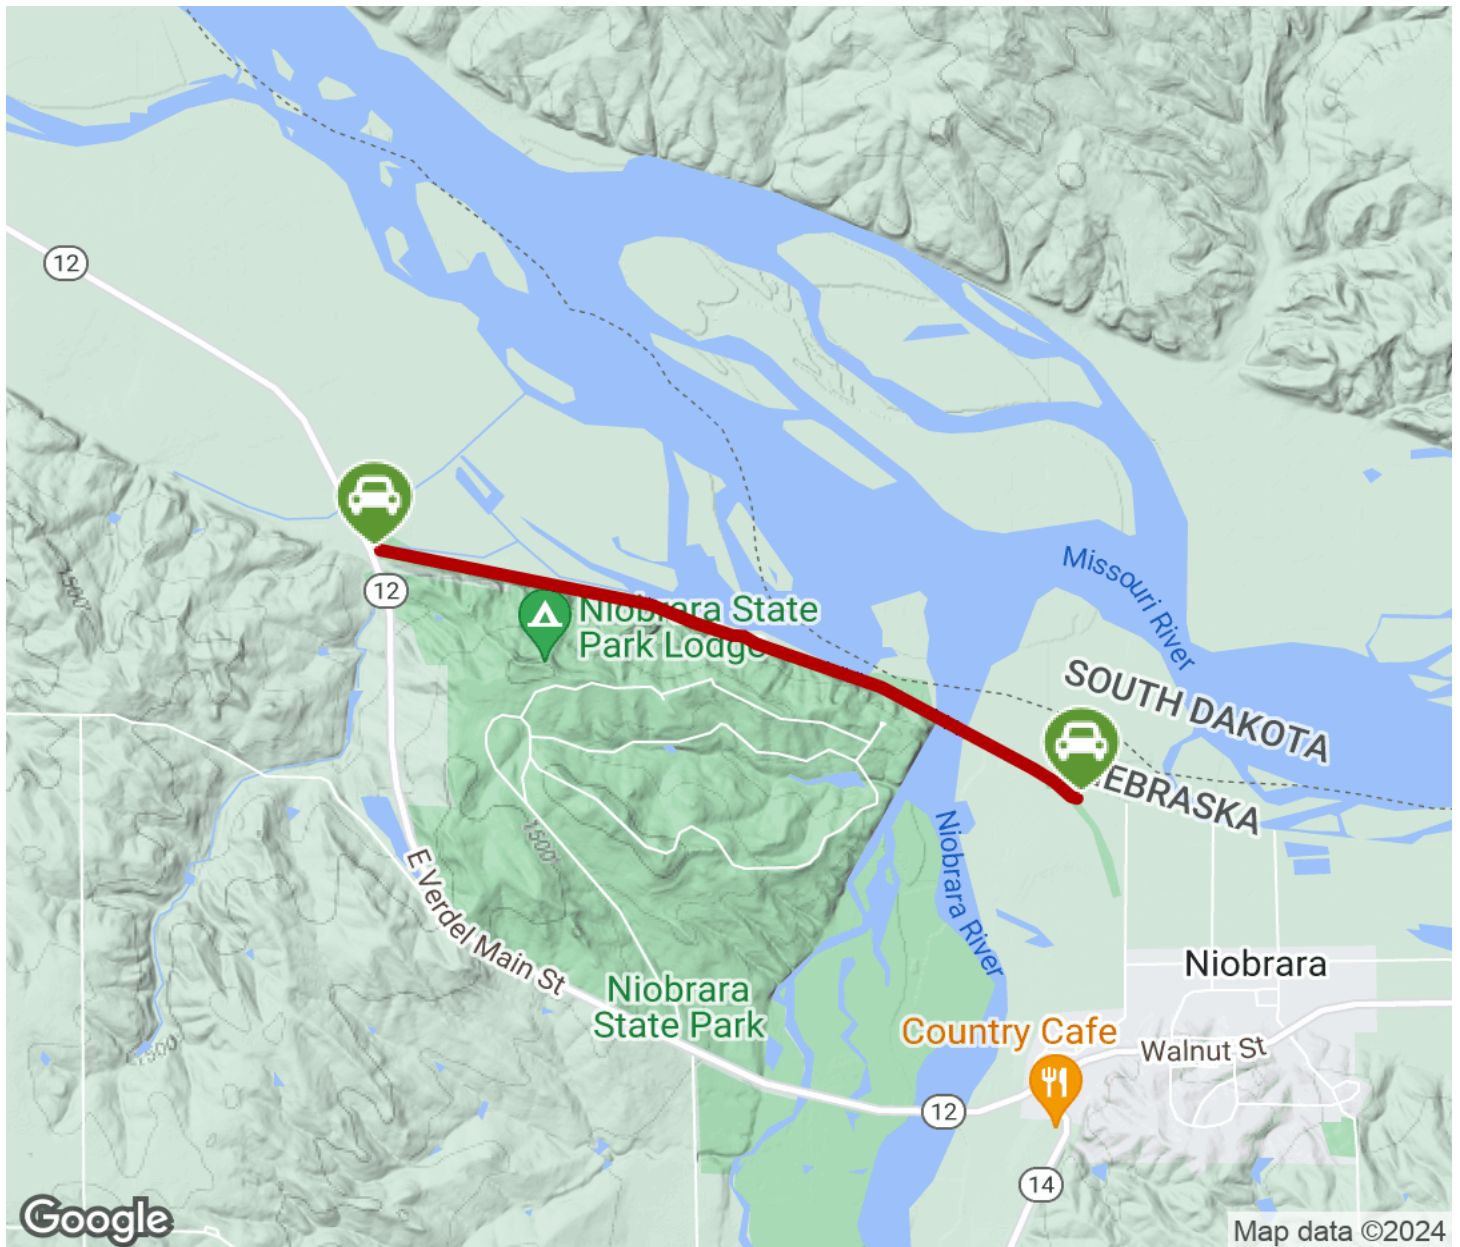 12
1500'
12
Niobrara State
Park Lodge
Missouri River
SOUTH DAKOTA
EBRASKA
1500'
Niobrara River
E Verdel Main St
Niobrara
State Park
Niobrara
Country Cafe
Walnut St
1500
12
14
Google
Map data ©2024